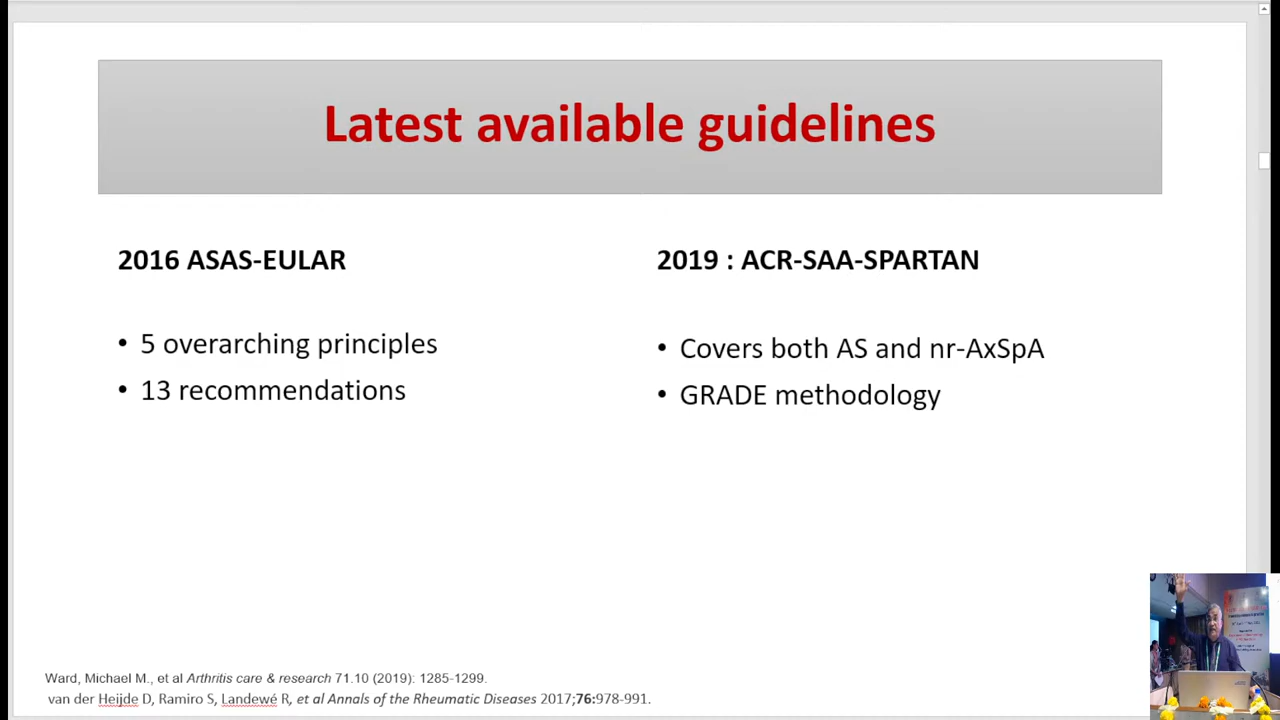 Latest available guidelines
2016 ASAS-EULAR
• 5 overarching principles
• 13 recommendations
2019 : ACR-SAA-SPARTAN
• Covers both AS and nr-AxSpA
• GRADE methodology
Ward, Michael M., et al Arthritis care & research 71.10 (2019): 1285-1299.
van der Heijde D, Ramiro S, Landewé R, et al Annals of the Rheumatic Diseases 2017;76:978-991.